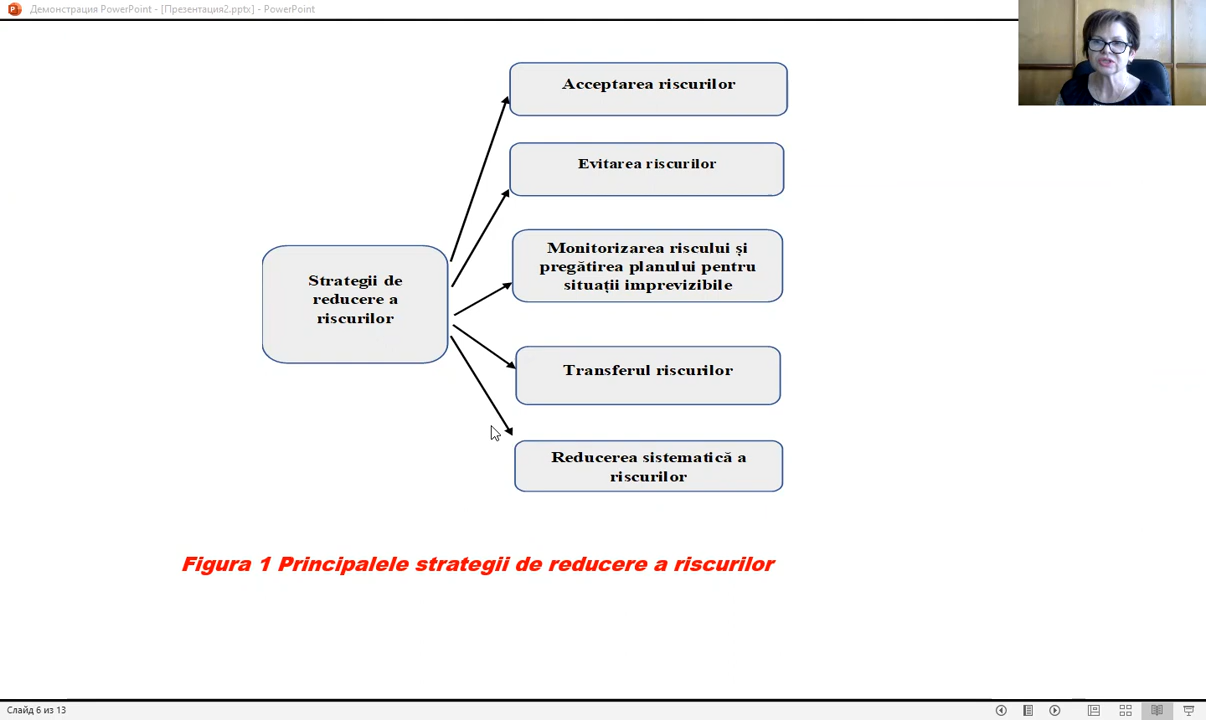 Демонстрация PowerPoint - [Презентация2.pptx] - PowerPoint
Acceptarea riscurilor
Evitarea riscurilor
Monitorizarea riscului și
pregătirea planului pentru
situații imprevizibile
Strategii de
reducere a
riscurilor
Transferul riscurilor
Reducerea sistematică a
riscurilor
Figura 1 Principalele strategii de reducere a riscurilor
Слайд 6 из 13